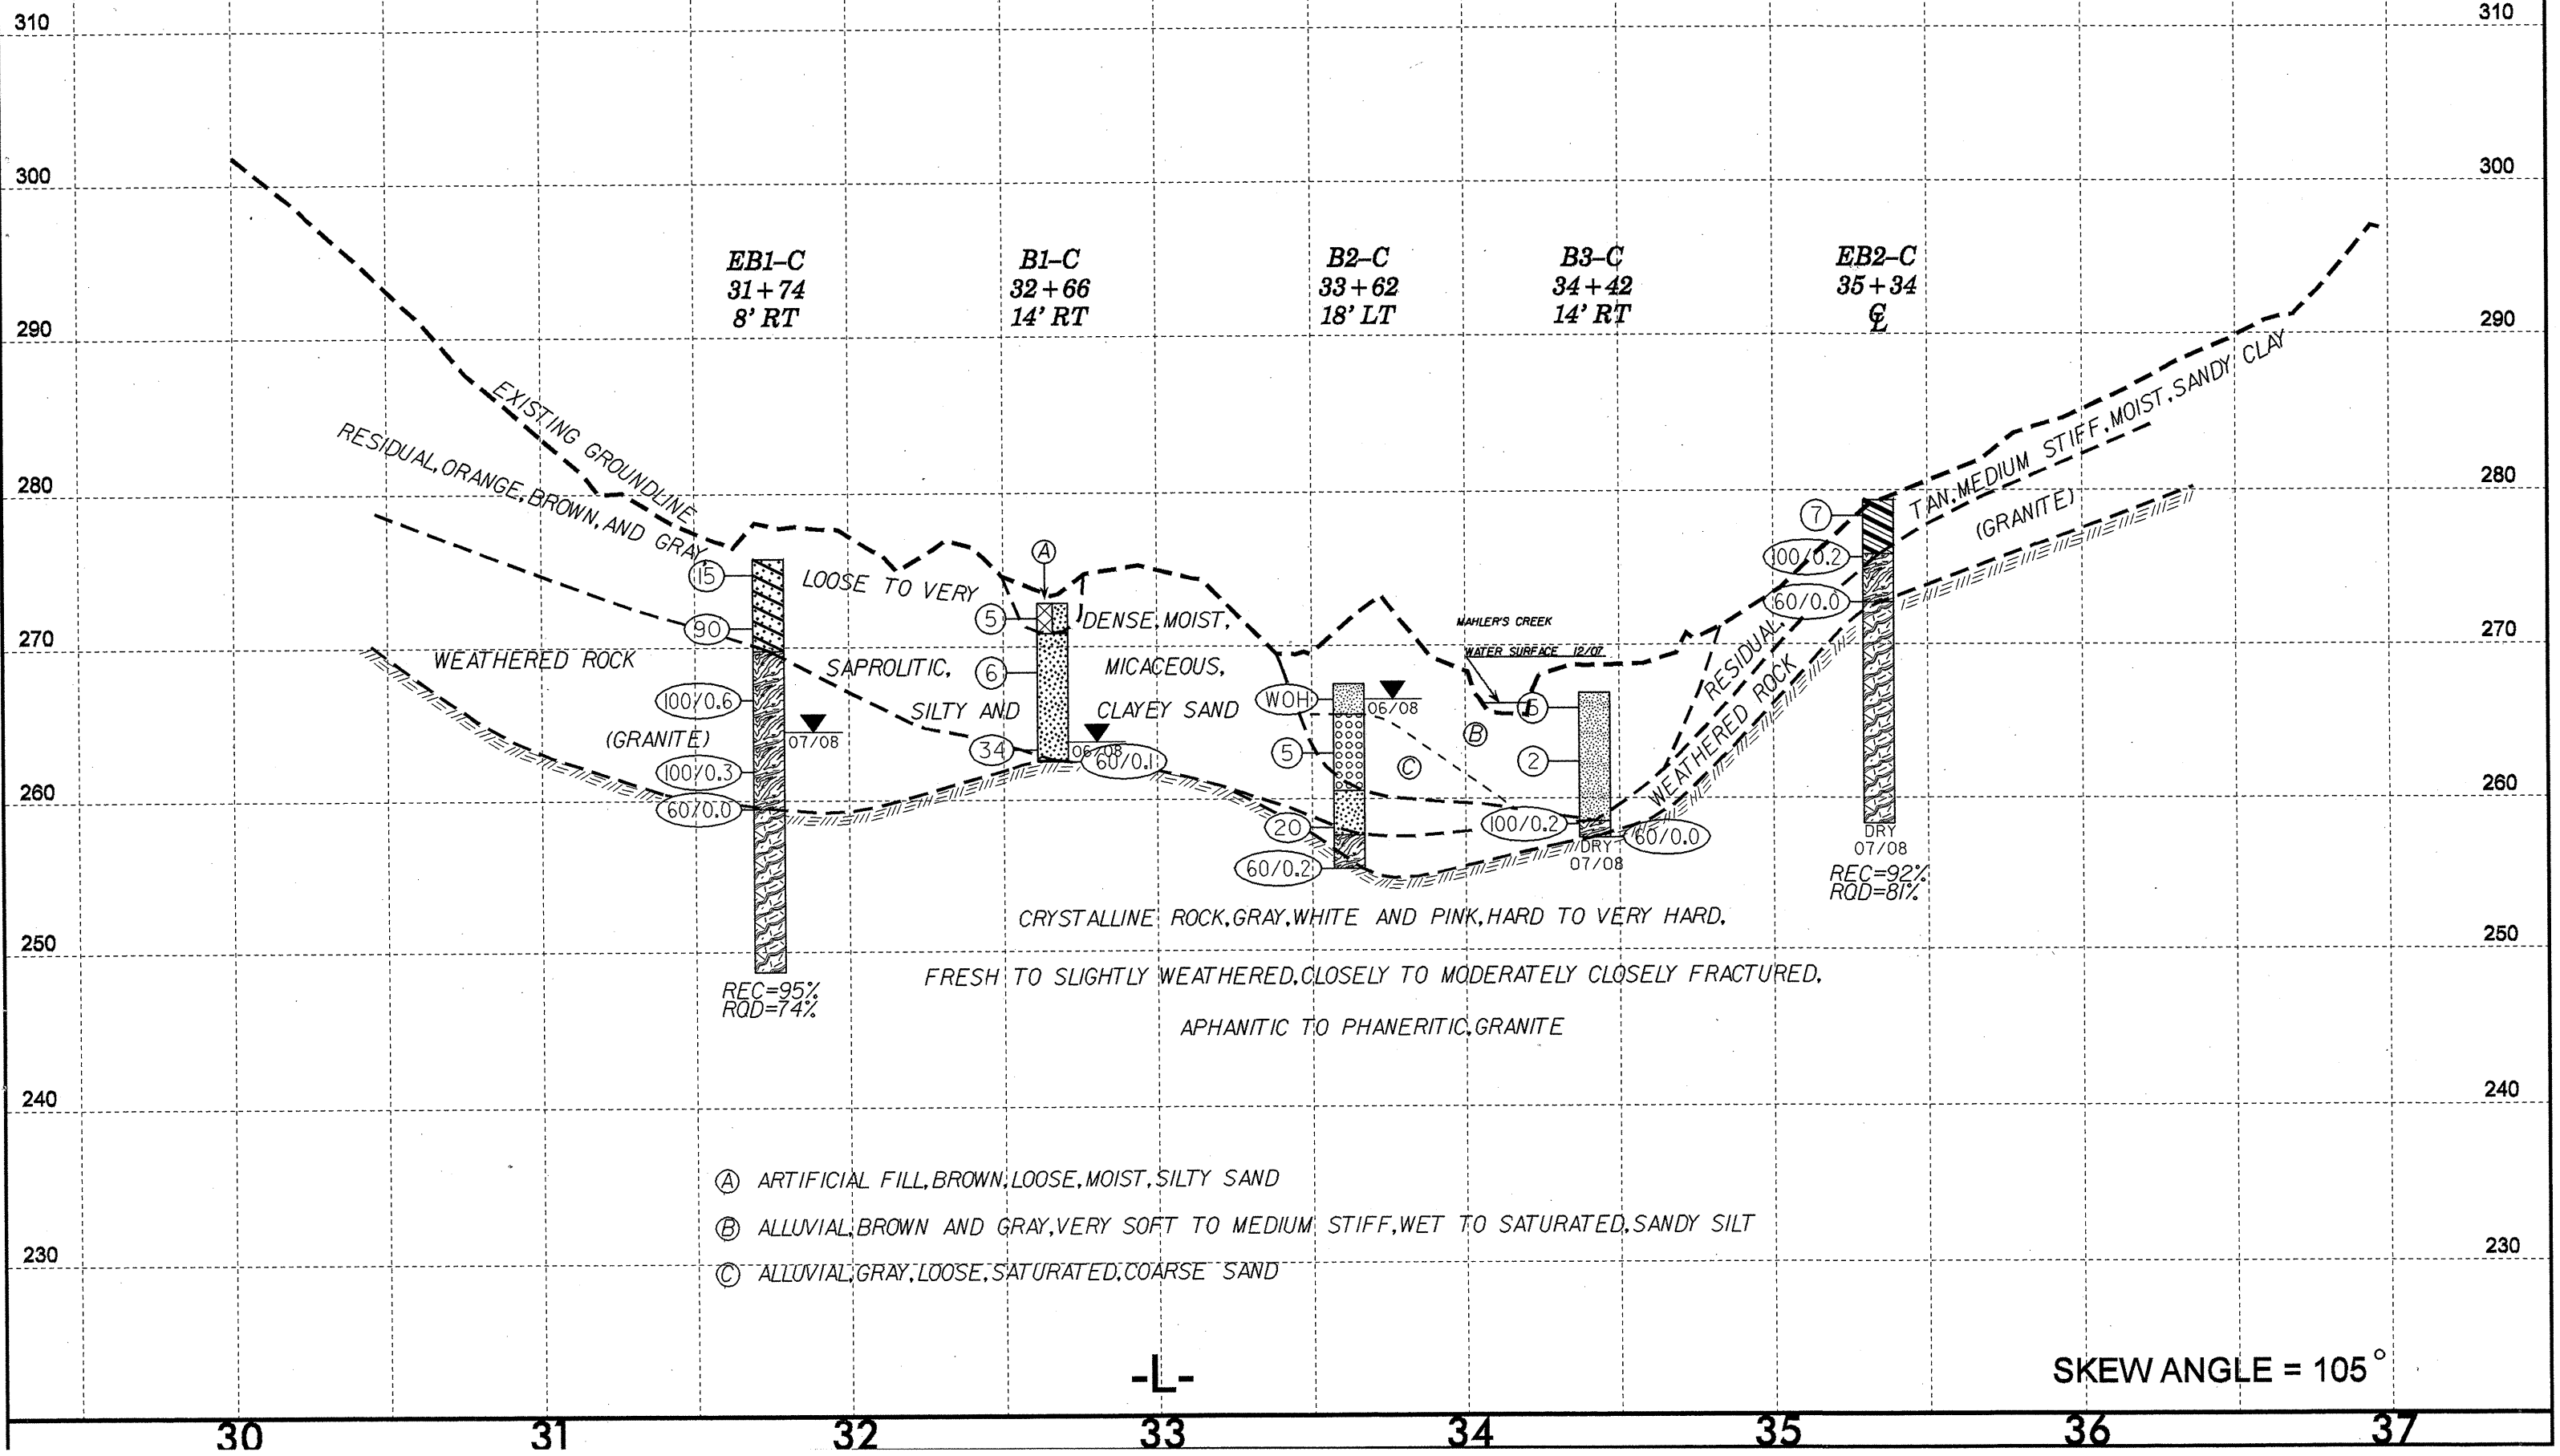 310
310
300
300
EB1-C
31+74
8' RT
B1-C
32+66
14' RT
B2-C
33+62
18' LT
B3-C
34+42
14' RT
EB2-C
35+34
℄
290
290
EXISTING GROUNDLINE
RESIDUAL, ORANGE, BROWN, AND GRAY,
LOOSE TO VERY
DENSE, MOIST,
SAPROLITIC,
MICACEOUS,
SILTY AND
CLAYEY SAND
TAN, MEDIUM STIFF, MOIST, SANDY CLAY
(GRANITE)
280
280
15
90
100/0.6
100/0.3
60/0.0
07/08
A
5
6
34
06/08
60/0.1
WOH
5
20
60/0.2
06/08
MAHLER'S CREEK
WATER SURFACE 12/07
B
C
5
2
100/0.2
60/0.0
DRY
07/08
7
100/0.2
60/0.0
DRY
07/08
REC=92%
RQD=81%
270
270
WEATHERED ROCK
(GRANITE)
RESIDUAL,
WEATHERED ROCK
260
260
CRYSTALLINE ROCK, GRAY, WHITE AND PINK, HARD TO VERY HARD,
250
250
FRESH TO SLIGHTLY WEATHERED, CLOSELY TO MODERATELY CLOSELY FRACTURED,
REC=95%
RQD=74%
APHANITIC TO PHANERITIC, GRANITE
240
240
A ARTIFICIAL FILL, BROWN, LOOSE, MOIST, SILTY SAND
B ALLUVIAL, BROWN AND GRAY, VERY SOFT TO MEDIUM STIFF, WET TO SATURATED, SANDY SILT
230
230
C ALLUVIAL, GRAY, LOOSE, SATURATED, COARSE SAND
-L-
SKEW ANGLE = 105°
30 31 32 33 34 35 36 37